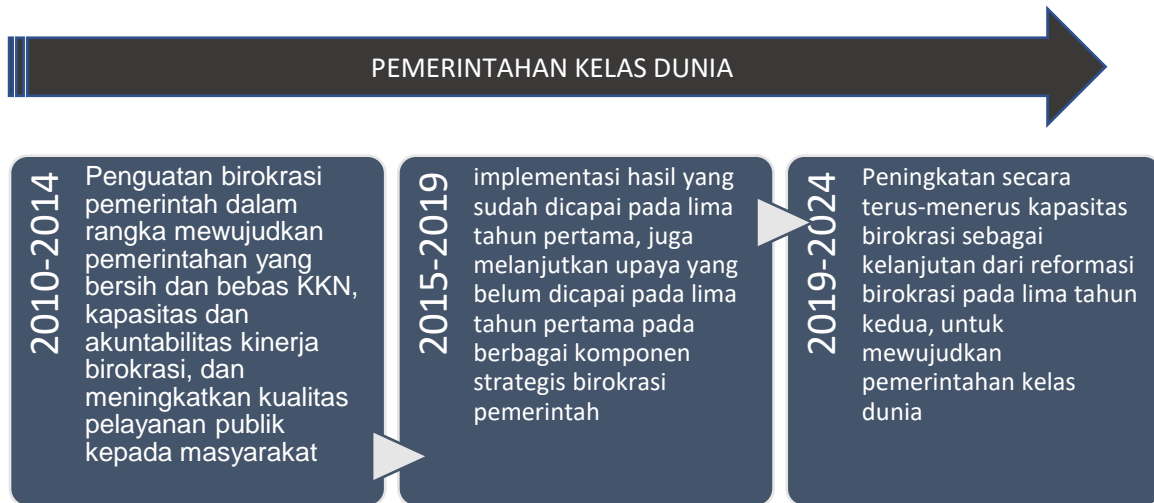 PEMERINTAHAN KELAS DUNIA
2010-2014
Penguatan birokrasi
pemerintah dalam
rangka mewujudkan
pemerintahan yang
bersih dan bebas KKN,
kapasitas dan
akuntabilitas kinerja
birokrasi, dan
meningkatkan kualitas
pelayanan publik
kepada masyarakat
2015-2019
implementasi hasil yang
sudah dicapai pada lima
tahun pertama, juga
melanjutkan upaya yang
belum dicapai pada lima
tahun pertama pada
berbagai komponen
strategis birokrasi
pemerintah
2019-2024
Peningkatan secara
terus-menerus kapasitas
birokrasi sebagai
kelanjutan dari reformasi
birokrasi pada lima tahun
kedua, untuk
mewujudkan
pemerintahan kelas
dunia